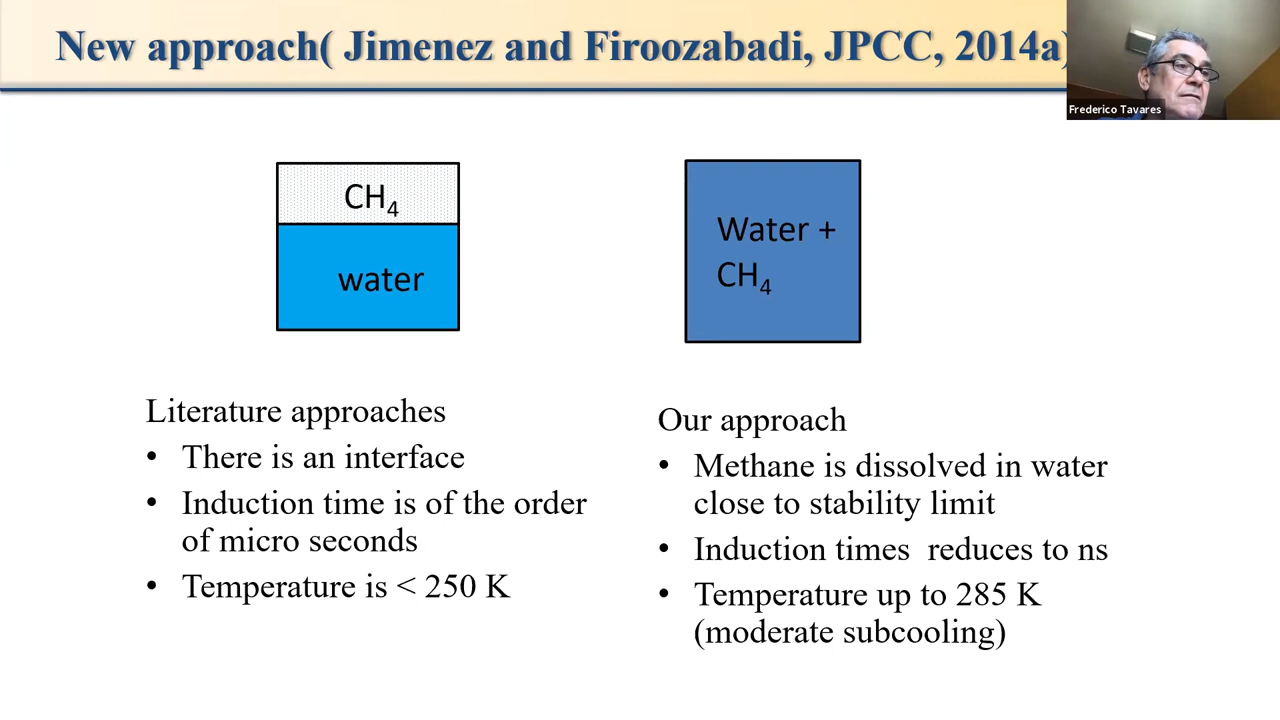 New approach( Jimenez and Firoozabadi, JPCC, 2014a)
Frederico Tavares
CH₄
water
Water +
CH₄
Literature approaches
• There is an interface
• Induction time is of the order
of micro seconds
• Temperature is < 250 K
Our approach
• Methane is dissolved in water
close to stability limit
• Induction times  reduces to ns
• Temperature up to 285 K
(moderate subcooling)